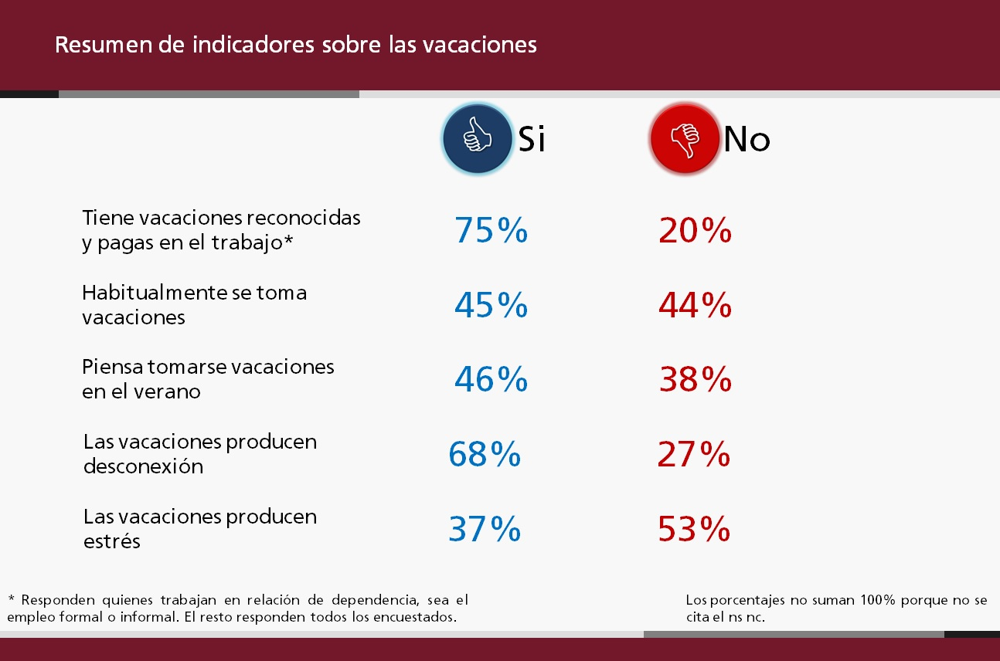 Resumen de indicadores sobre las vacaciones
Si
No
Tiene vacaciones reconocidas
y pagas en el trabajo*
75%
20%
Habitualmente se toma
vacaciones
45%
44%
Piensa tomarse vacaciones
en el verano
46%
38%
Las vacaciones producen
desconexión
68%
27%
Las vacaciones producen
estrés
37%
53%
* Responden quienes trabajan en relación de dependencia, sea el
empleo formal o informal. El resto responden todos los encuestados.
Los porcentajes no suman 100% porque no se
cita el ns nc.